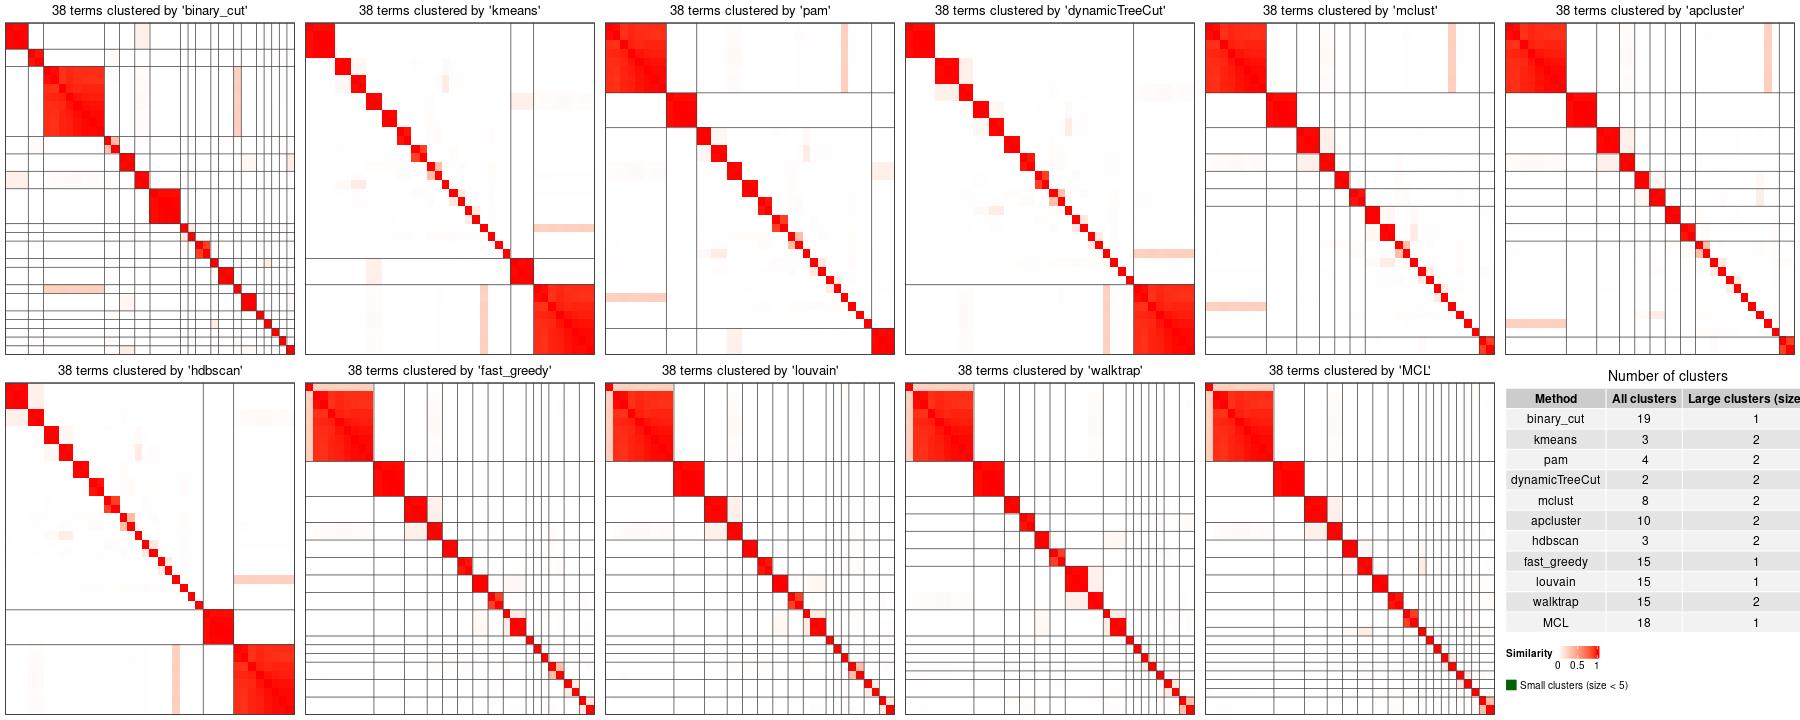 38 terms clustered by 'binary_cut'
38 terms clustered by 'kmeans'
38 terms clustered by 'pam'
38 terms clustered by 'dynamicTreeCut'
38 terms clustered by 'mclust'
38 terms clustered by 'apcluster'
38 terms clustered by 'hdbscan'
38 terms clustered by 'fast_greedy'
38 terms clustered by 'louvain'
38 terms clustered by 'walktrap'
38 terms clustered by 'MCL'
Number of clusters
Method All clusters Large clusters (size
binary_cut 19 1
kmeans 3 2
pam 4 2
dynamicTreeCut 2 2
mclust 8 2
apcluster 10 2
hdbscan 3 2
fast_greedy 15 1
louvain 15 1
walktrap 15 2
MCL 18 1
Similarity
0 0.5 1
Small clusters (size < 5)